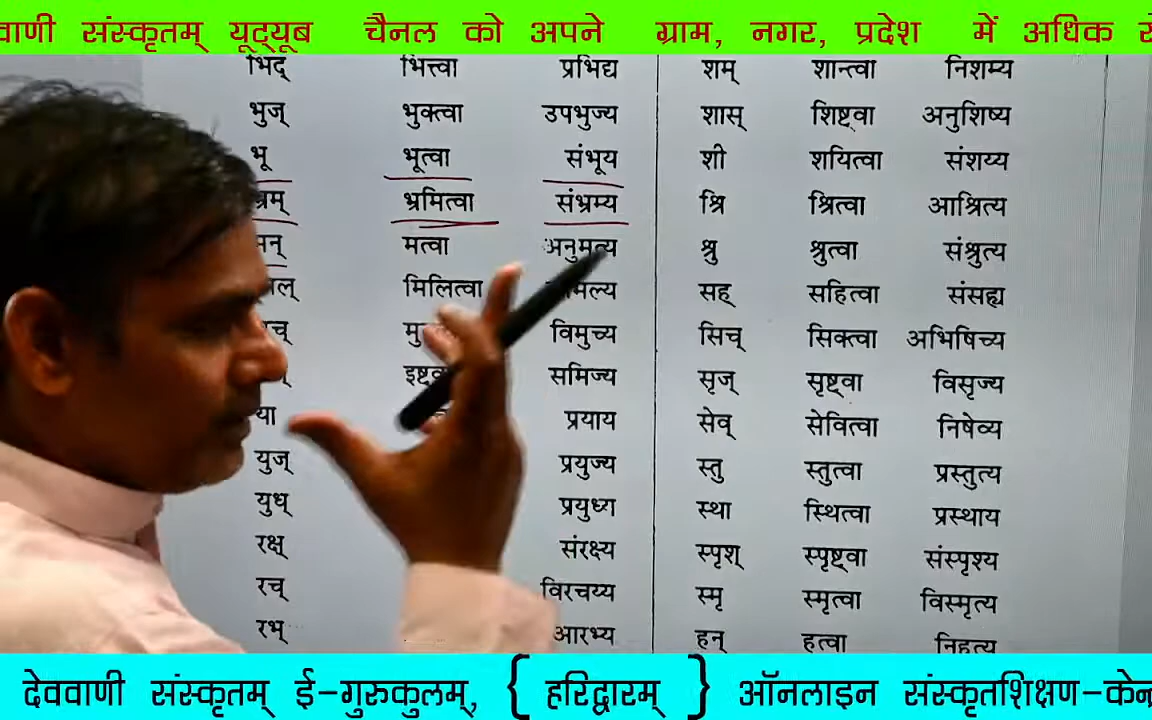 संस्कृतम् यूट्यूब चैनल को अपने ग्राम, नगर, प्रदेश में अधिक
भिद् भित्त्वा प्रभिद्य शम् शान्त्वा निशम्य
भुज् भुक्त्वा उपभुज्य शास् शिष्ट्वा अनुशिष्य
भू भूत्वा संभूय शी शयित्वा संशय्य
भ्रमित्वा संभ्रम्य श्रि श्रित्वा आश्रित्य
मत्वा अनुमत्य श्रु श्रुत्वा संश्रुत्य
मिलित्वा सह् सहित्वा संसह्य
विमुच्य सिच् सिक्त्वा अभिषिच्य
समिज्य सृज् सृष्ट्वा विसृज्य
या प्रयाय सेव् सेवित्वा निषेव्य
युज् प्रयुज्य स्तु स्तुत्वा प्रस्तुत्य
युध् प्रयुध्य स्था स्थित्वा प्रस्थाय
रक्ष् संरक्ष्य स्पृश् स्पृष्ट्वा संस्पृश्य
रच् विरचय्य स्मृ स्मृत्वा विस्मृत्य
रभ् आरभ्य हन् हत्वा निहत्य
देववाणी संस्कृतम् ई-गुरुकुलम्, { हरिद्वारम् } ऑनलाइन